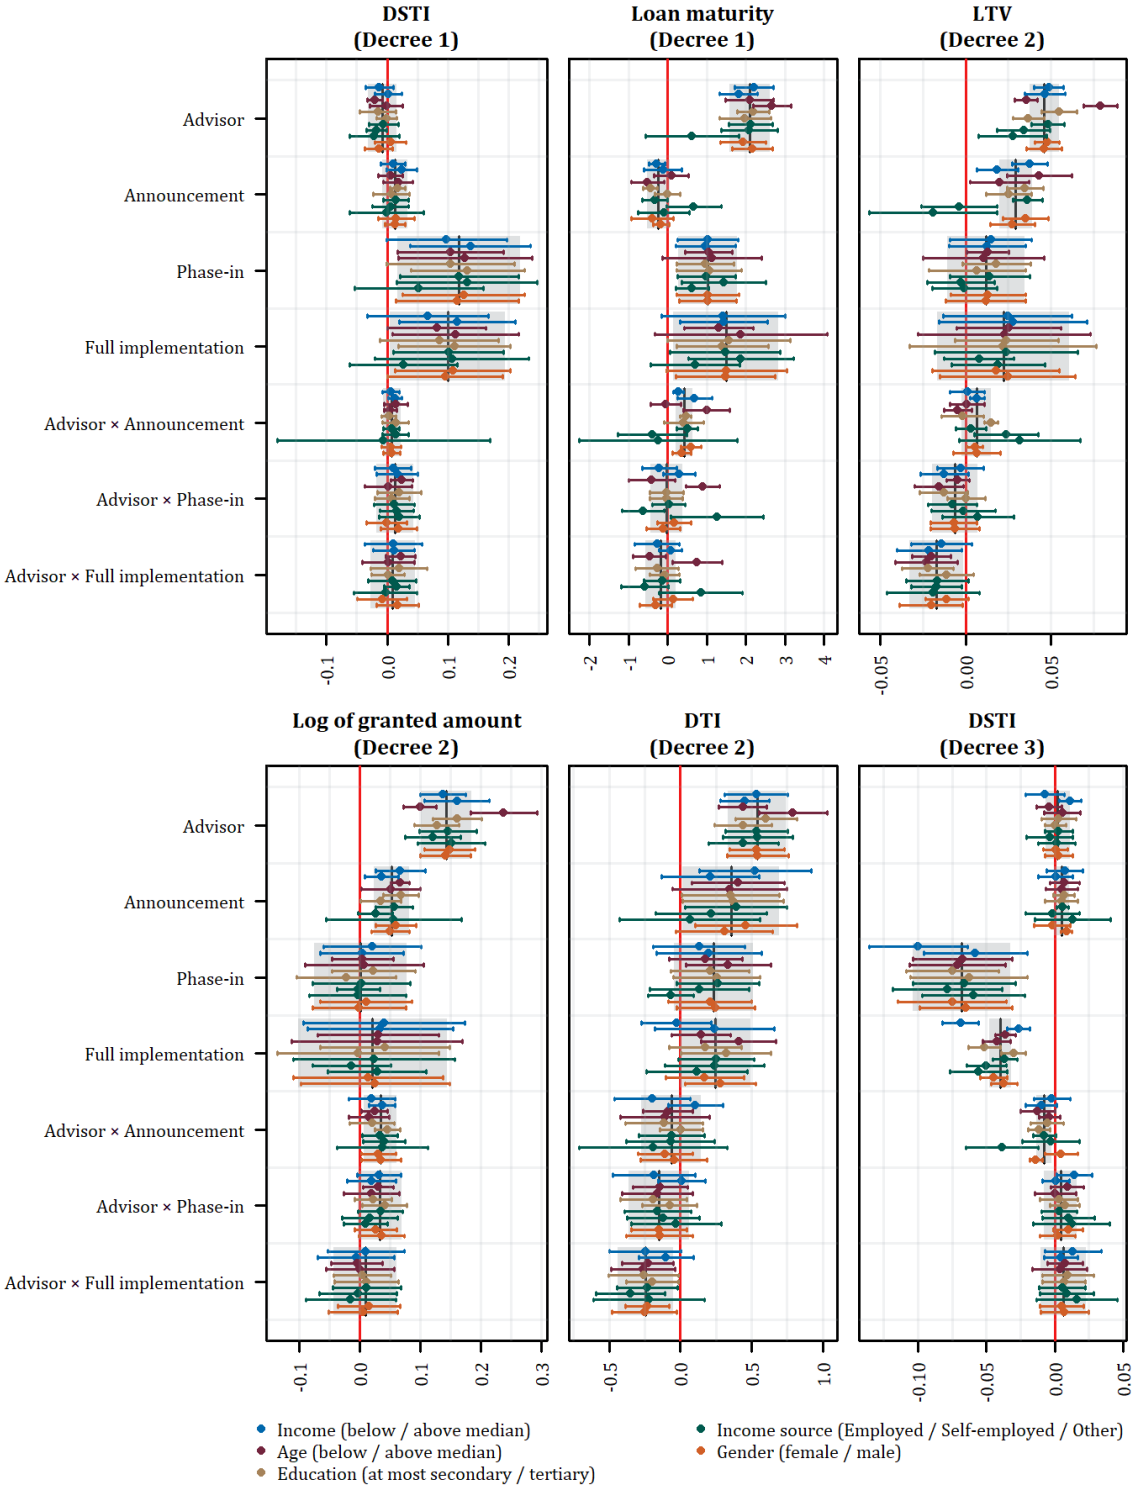 DSTI
(Decree 1)
Loan maturity
(Decree 1)
LTV
(Decree 2)
Advisor
Announcement
Phase-in
Full implementation
Advisor × Announcement
Advisor × Phase-in
Advisor × Full implementation
-0.1 0.0 0.1 0.2
-2 -1 0 1 2 3 4
-0.05 0.00 0.05
Log of granted amount
(Decree 2)
DTI
(Decree 2)
DSTI
(Decree 3)
Advisor
Announcement
Phase-in
Full implementation
Advisor × Announcement
Advisor × Phase-in
Advisor × Full implementation
-0.1 0.0 0.1 0.2 0.3
-0.5 0.0 0.5 1.0
-0.10 -0.05 0.00 0.05
Income (below / above median)
Age (below / above median)
Education (at most secondary / tertiary)
Income source (Employed / Self-employed / Other)
Gender (female / male)